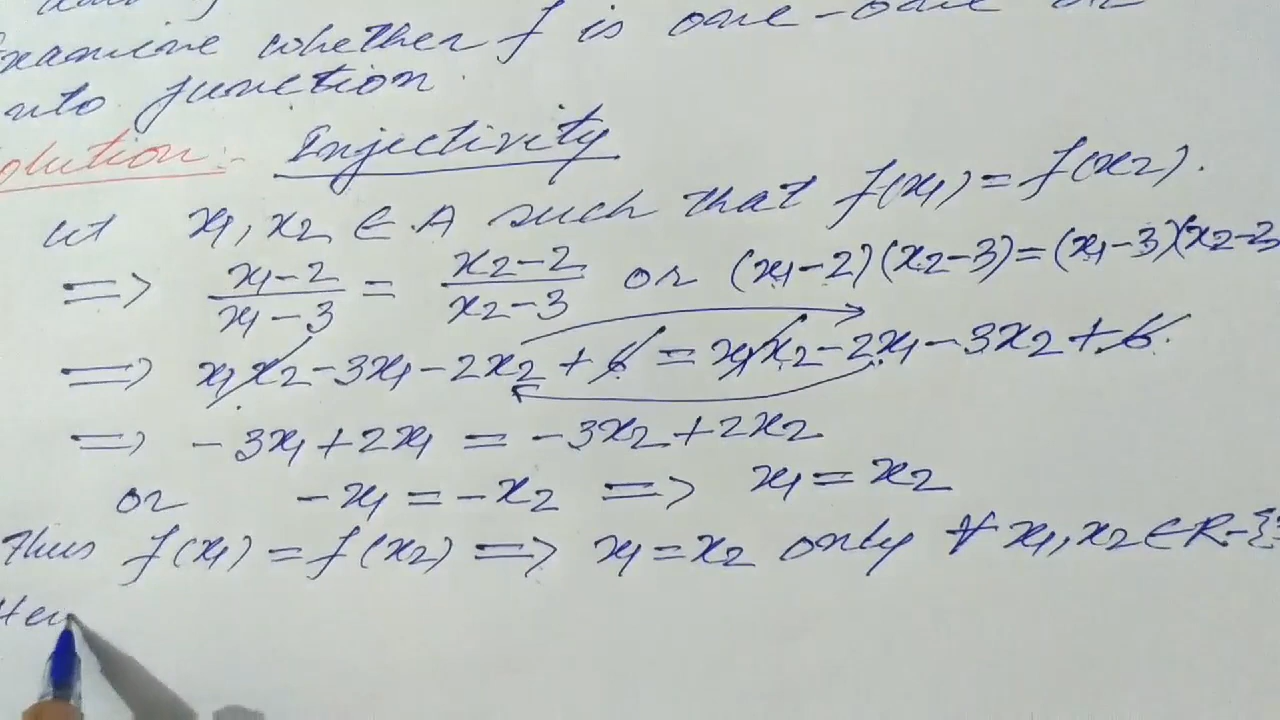 Examine whether f is one-one or
onto function.
Solution:- Injectivity
Let x₁, x₂ ∈ A such that f(x₁) = f(x₂).
=> (x₁-2)/(x₁-3) = (x₂-2)/(x₂-3) or (x₁-2)(x₂-3)=(x₁-3)(x₂-2
=> x₁x₂-3x₁-2x₂+6 = x₁x₂-2x₁-3x₂+6.
=> -3x₁+2x₁ = -3x₂+2x₂
or -x₁ = -x₂ => x₁ = x₂
Thus f(x₁) = f(x₂) => x₁ = x₂ only ∀ x₁, x₂ ∈ R-{3
Hen